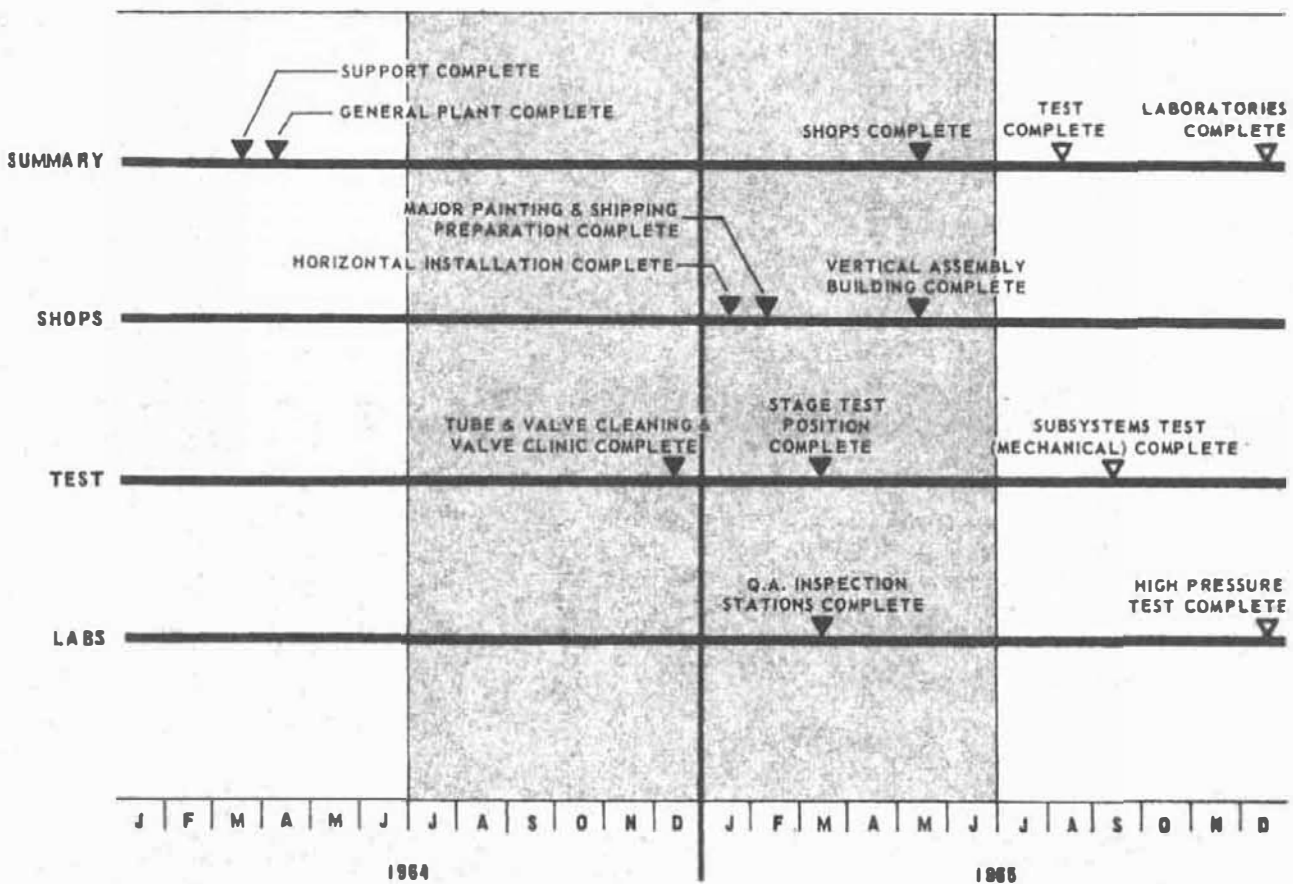 SUPPORT COMPLETE
GENERAL PLANT COMPLETE
SHOPS COMPLETE
TEST
COMPLETE
LABORATORIES
COMPLETE
SUMMARY
MAJOR PAINTING & SHIPPING
PREPARATION COMPLETE
HORIZONTAL INSTALLATION COMPLETE
VERTICAL ASSEMBLY
BUILDING COMPLETE
SHOPS
TUBE & VALVE CLEANING &
VALVE CLINIC COMPLETE
STAGE TEST
POSITION
COMPLETE
SUBSYSTEMS TEST
(MECHANICAL) COMPLETE
TEST
Q.A. INSPECTION
STATIONS COMPLETE
HIGH PRESSURE
TEST COMPLETE
LABS
J F M A M J J A S O N D J F M A M J J A S O N D
1964 1965